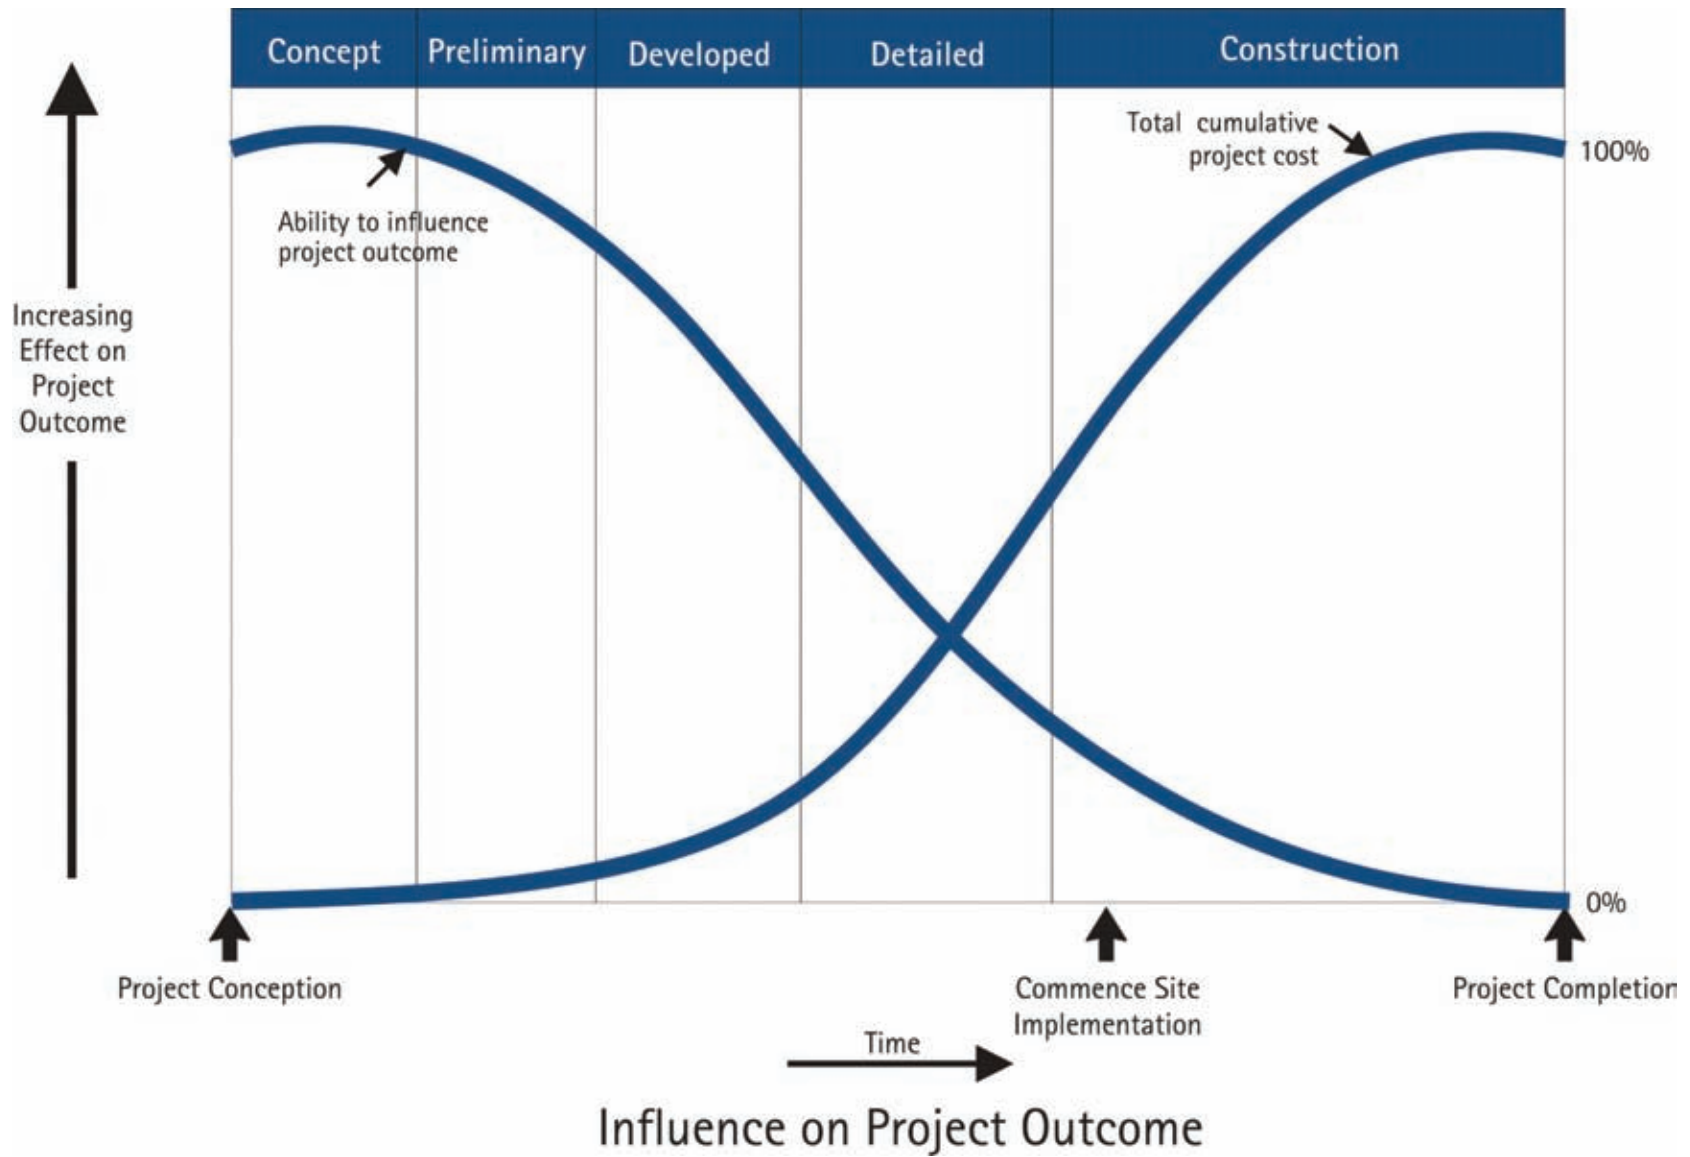 Concept
Preliminary
Developed
Detailed
Construction
Total cumulative
project cost
100%
Ability to influence
project outcome
Increasing
Effect on
Project
Outcome
0%
Project Conception
Commence Site
Implementation
Project Completion
Time
Influence on Project Outcome